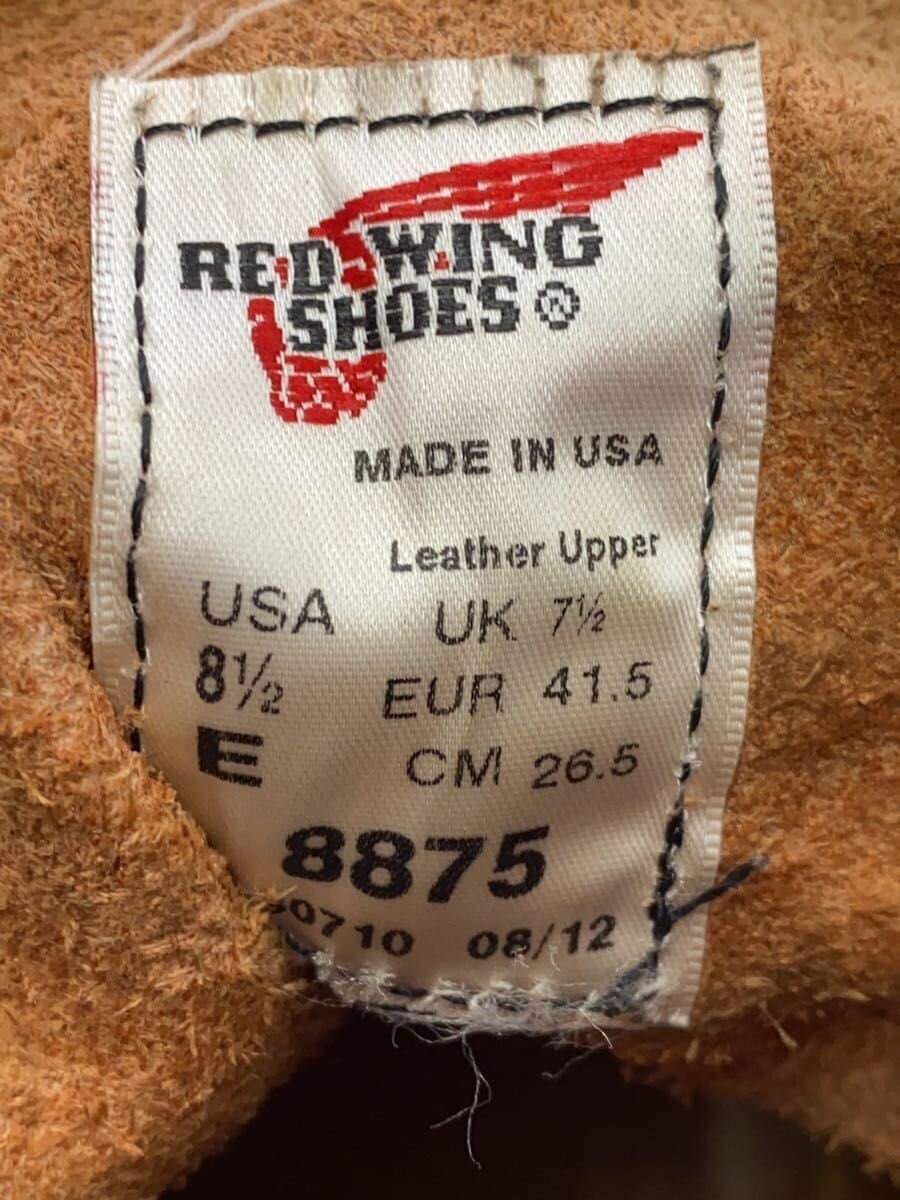 RED WING
SHOES ®
MADE IN USA
Leather Upper
USA UK 7½
8½ EUR 41.5
E CM 26.5
8875
0710 08/12